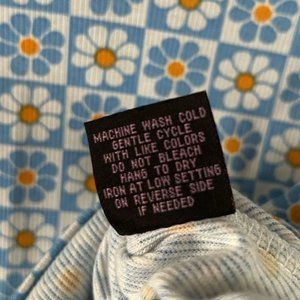 MACHINE WASH COLD
GENTLE CYCLE
WITH LIKE COLORS
DO NOT BLEACH
HANG TO DRY
IRON AT LOW SETTING
ON REVERSE SIDE
IF NEEDED